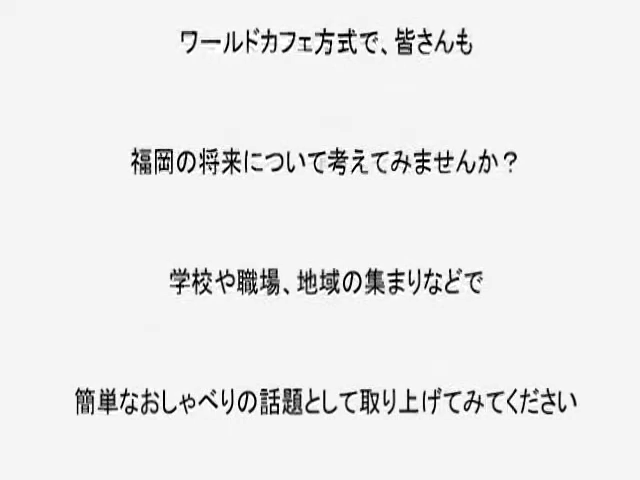 ワールドカフェ方式で、皆さんも
福岡の将来について考えてみませんか？
学校や職場、地域の集まりなどで
簡単なおしゃべりの話題として取り上げてみてください